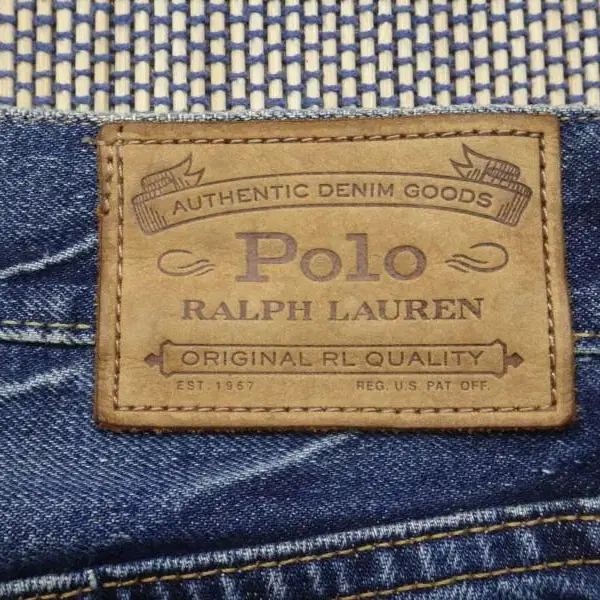 AUTHENTIC DENIM GOODS
Polo
RALPH LAUREN
ORIGINAL RL QUALITY
EST. 1967 REG. U.S. PAT OFF.